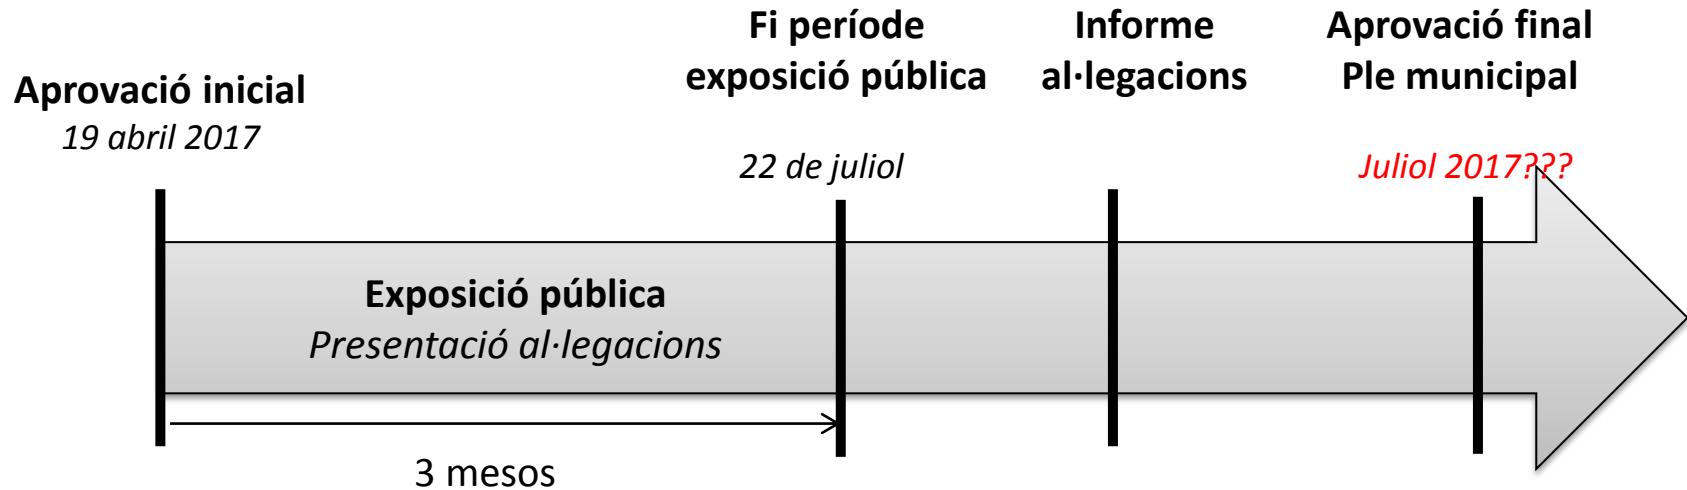 Aprovació inicial
19 abril 2017
Fi període
exposició pública
22 de juliol
Informe
al·legacions
Aprovació final
Ple municipal
Juliol 2017???
Exposició pública
Presentació al·legacions
3 mesos